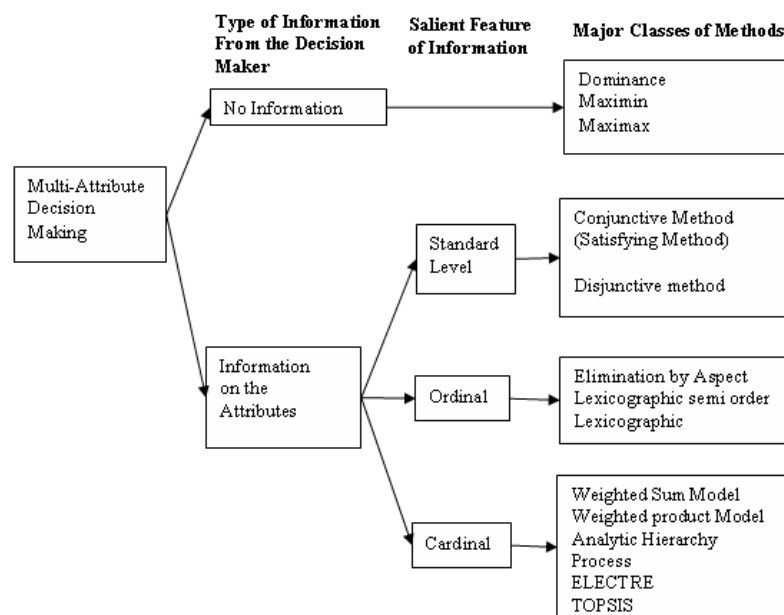 Type of Information
From the Decision
Maker
Salient Feature
of Information
Major Classes of Methods
No Information
Dominance
Maximin
Maximax
Multi-Attribute
Decision
Making
Standard
Level
Conjunctive Method
(Satisfying Method)
Disjunctive method
Information
on the
Attributes
Ordinal
Elimination by Aspect
Lexicographic semi order
Lexicographic
Cardinal
Weighted Sum Model
Weighted product Model
Analytic Hierarchy
Process
ELECTRE
TOPSIS